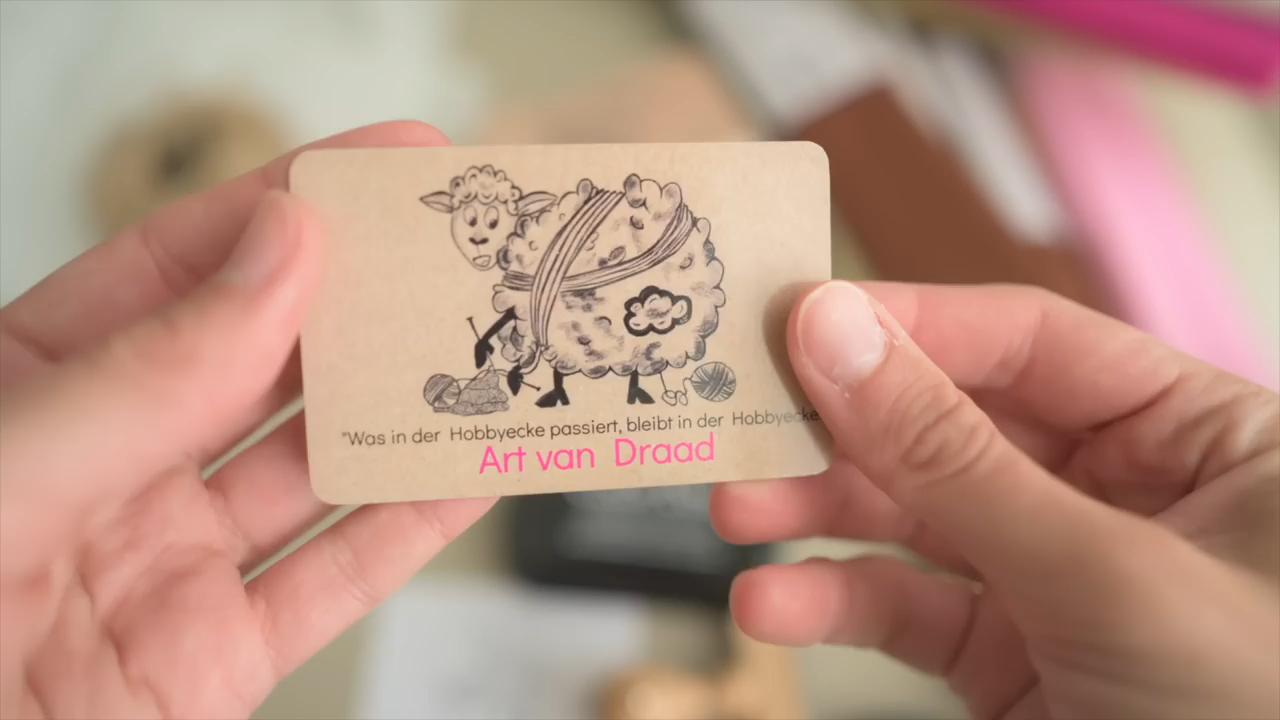 "Was in der Hobbyecke passiert, bleibt in der Hobbyecke
Art van Draad